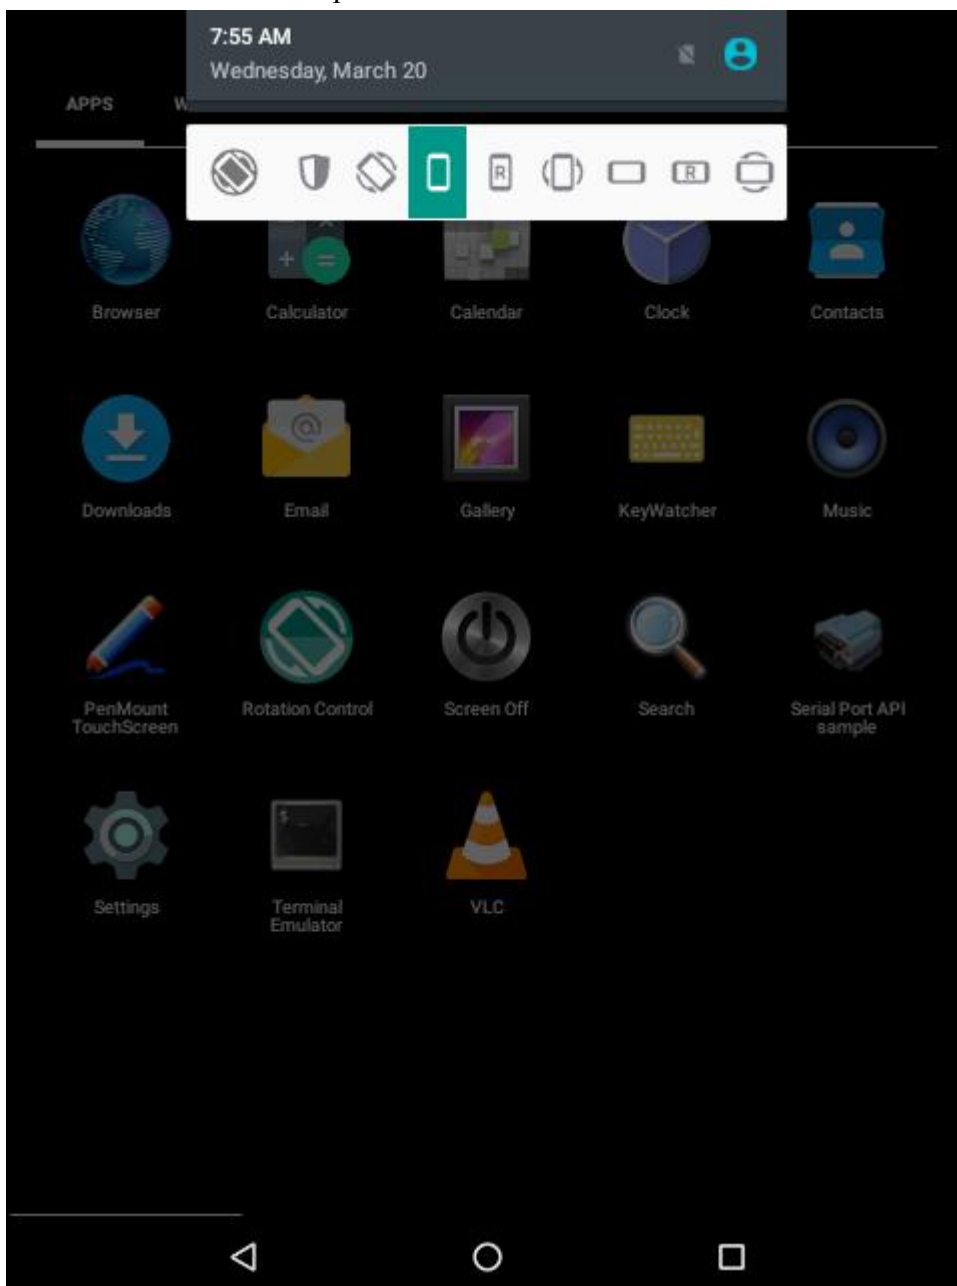 7:55 AM
Wednesday, March 20
APPS
R
R
Browser
Calculator
Calendar
Clock
Contacts
Downloads
Email
Gallery
KeyWatcher
Music
PenMount
TouchScreen
Rotation Control
Screen Off
Search
Serial Port API
sample
Settings
Terminal
Emulator
VLC